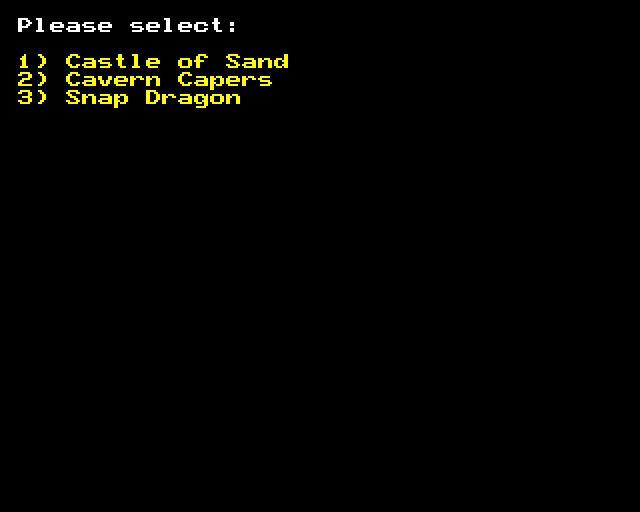 Please select:
1) Castle of Sand
2) Cavern Capers
3) Snap Dragon